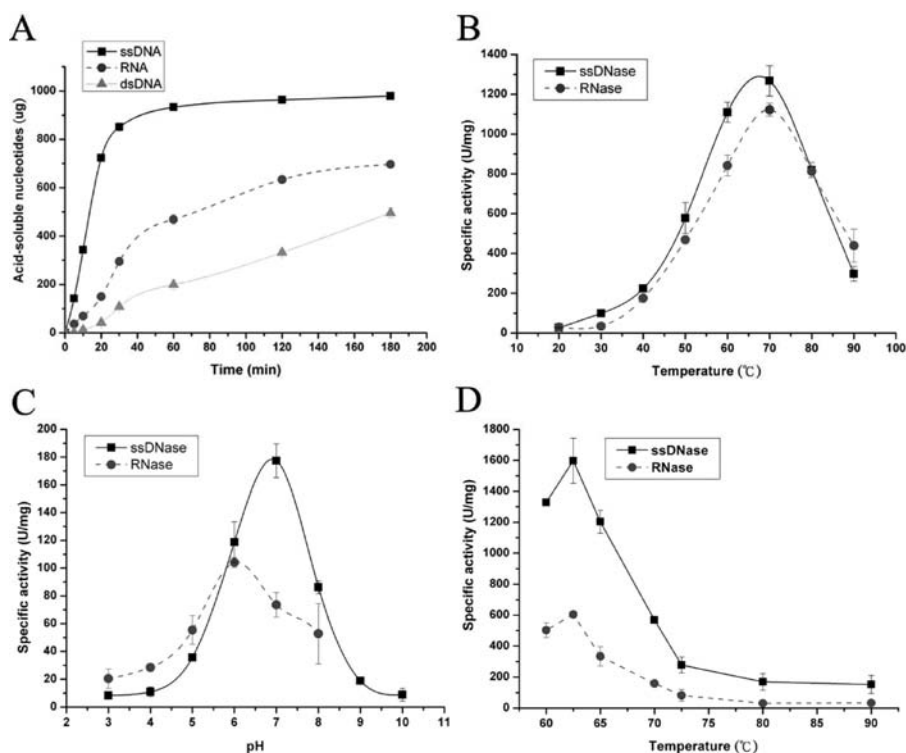 A
ssDNA
RNA
dsDNA
Acid-soluble nucleotides (ug)
1000
800
600
400
200
0
0 20 40 60 80 100 120 140 160 180 200
Time (min)
B
ssDNase
RNase
Specific activity (U/mg)
1400
1200
1000
800
600
400
200
0
10 20 30 40 50 60 70 80 90 100
Temperature (℃)
C
ssDNase
RNase
Specific activity (U/mg)
200
180
160
140
120
100
80
60
40
20
0
2 3 4 5 6 7 8 9 10 11
pH
D
ssDNase
RNase
Specific activity (U/mg)
1800
1600
1400
1200
1000
800
600
400
200
0
60 65 70 75 80 85 90
Temperature (℃)